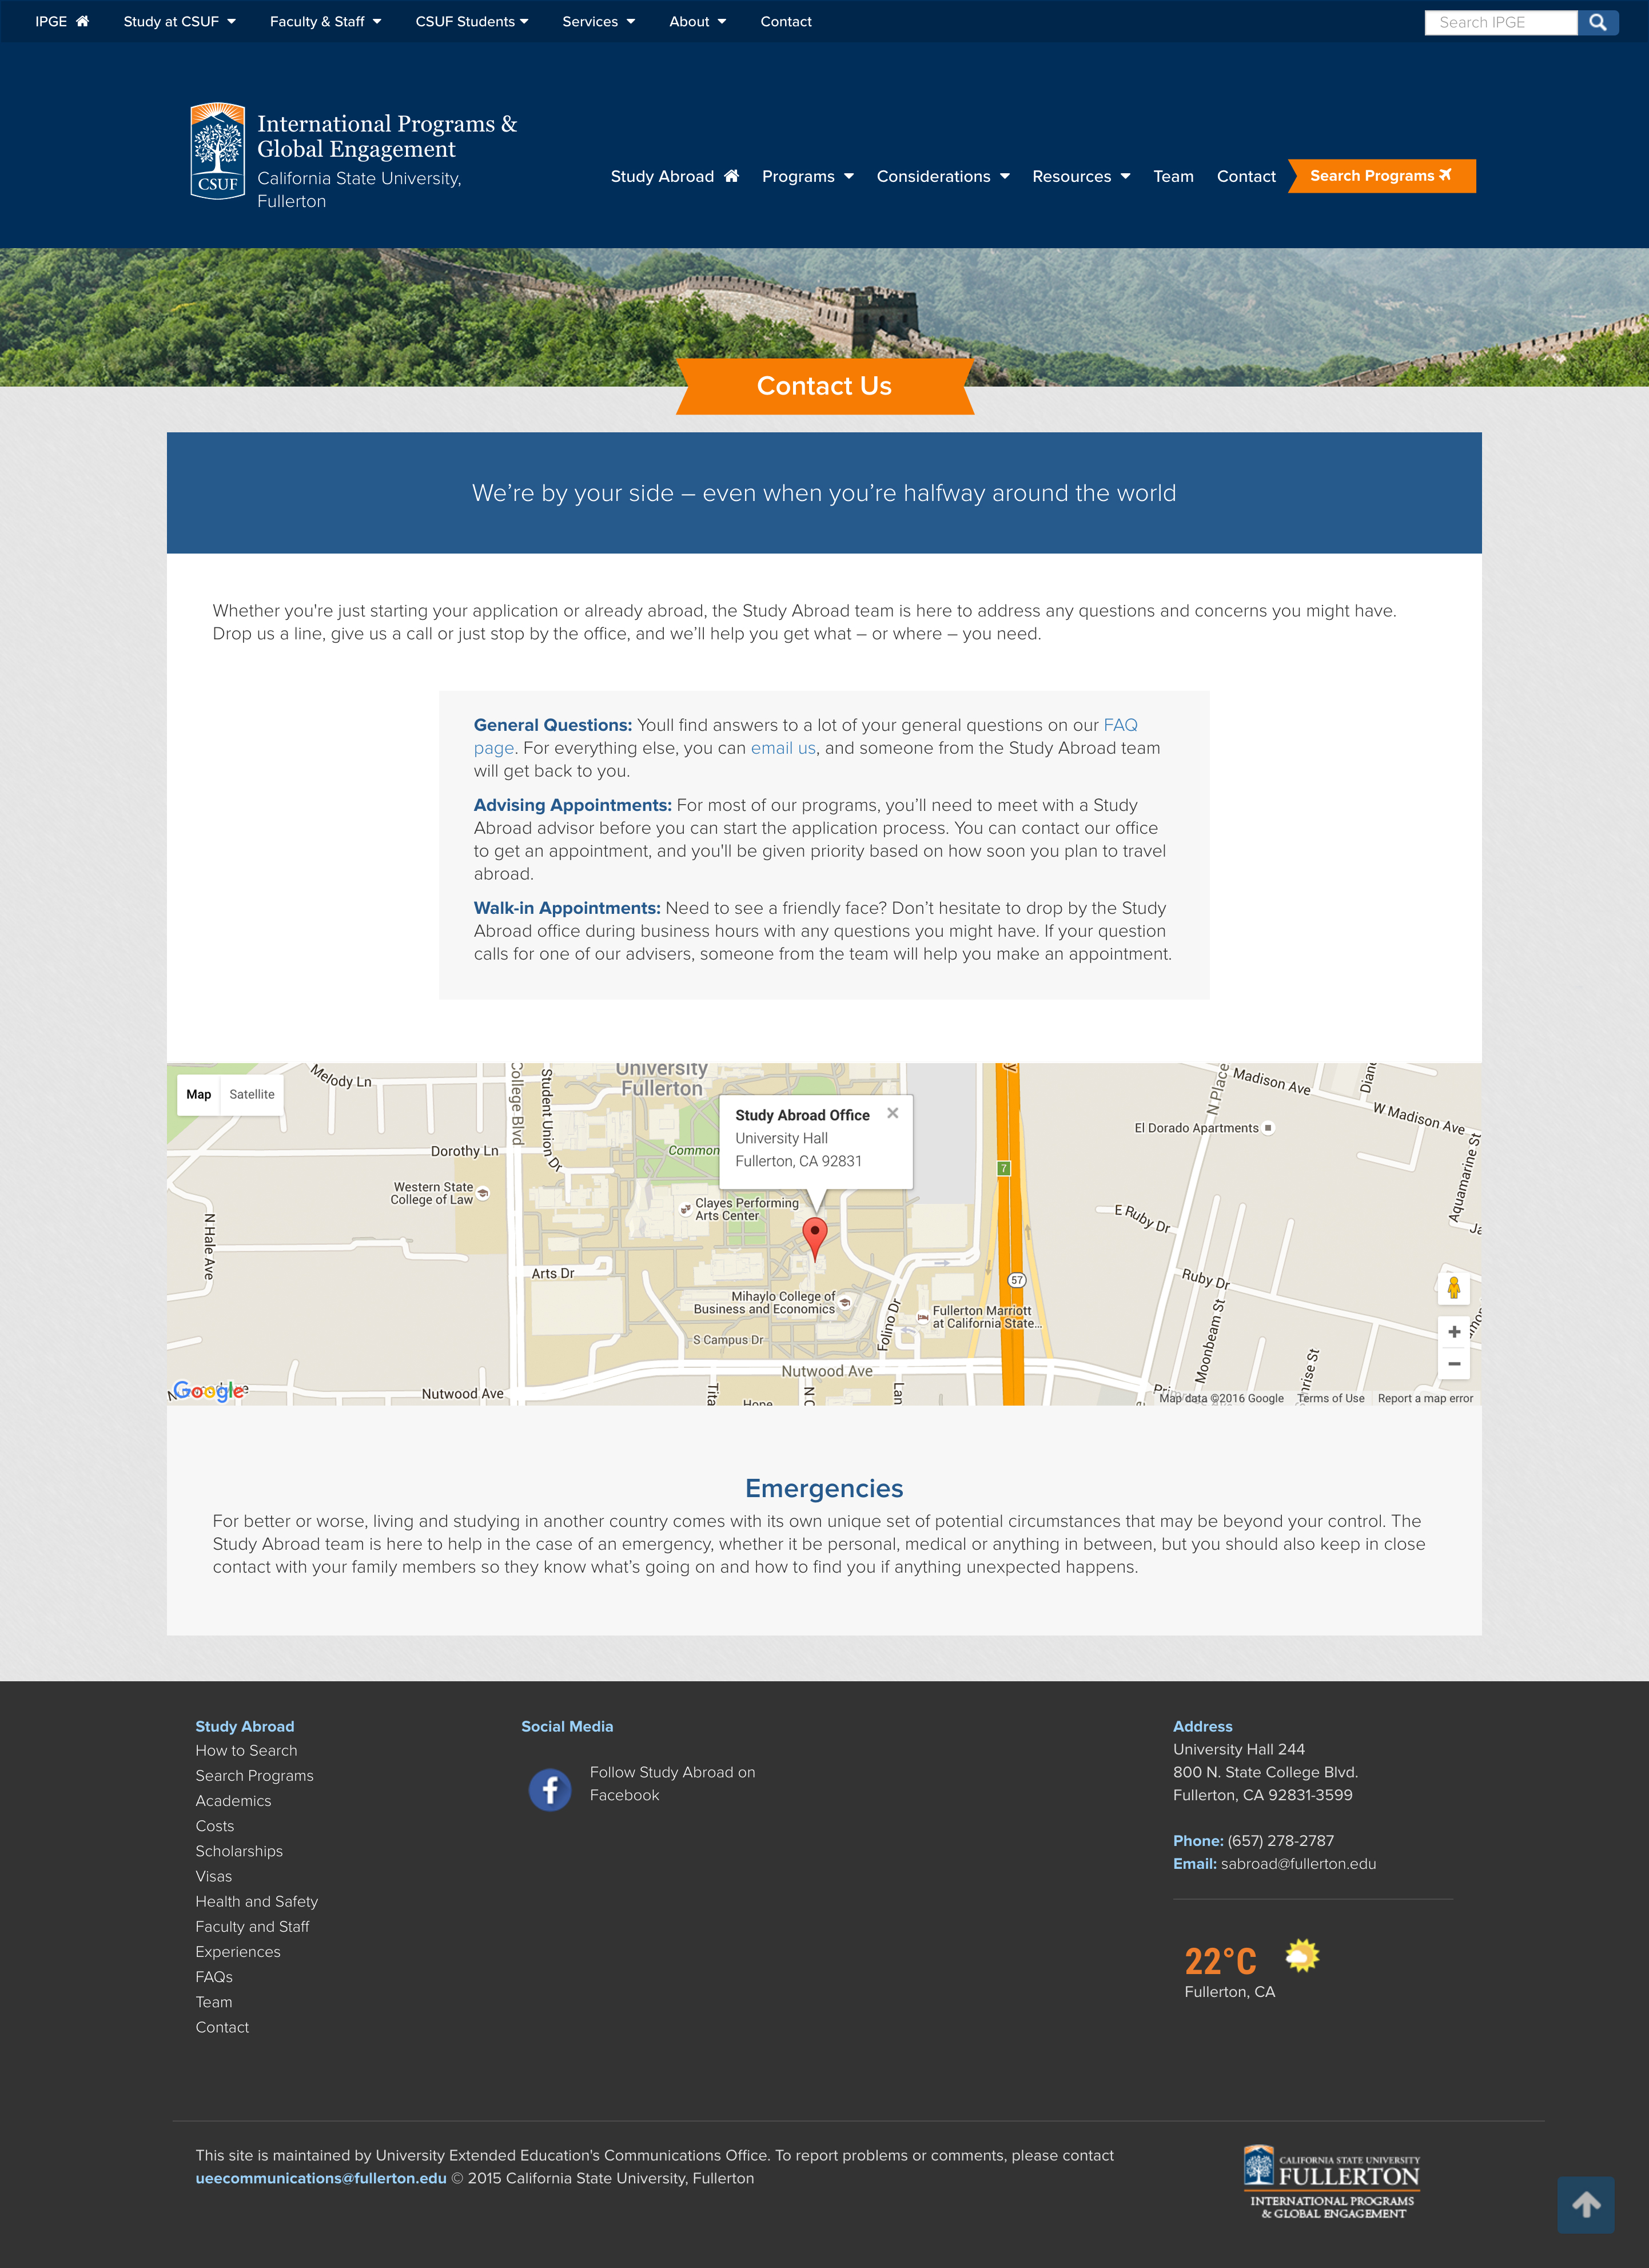 IPGE
Study at CSUF
Faculty & Staff
CSUF Students
Services
About
Contact
Search IPGE
CSUF
International Programs &
Global Engagement
California State University,
Fullerton
Study Abroad
Programs
Considerations
Resources
Team
Contact
Search Programs
Contact Us
We're by your side – even when you're halfway around the world
Whether you're just starting your application or already abroad, the Study Abroad team is here to address any questions and concerns you might have.
Drop us a line, give us a call or just stop by the office, and we'll help you get what – or where – you need.
General Questions: Youll find answers to a lot of your general questions on our FAQ
page. For everything else, you can email us, and someone from the Study Abroad team
will get back to you.
Advising Appointments: For most of our programs, you'll need to meet with a Study
Abroad advisor before you can start the application process. You can contact our office
to get an appointment, and you'll be given priority based on how soon you plan to travel
abroad.
Walk-in Appointments: Need to see a friendly face? Don't hesitate to drop by the Study
Abroad office during business hours with any questions you might have. If your question
calls for one of our advisers, someone from the team will help you make an appointment.
Map
Satellite
Melody Ln
College Blvd
Student Union Dr
University
Fullerton
Study Abroad Office
University Hall
Fullerton, CA 92831
Common
N Place
Madison Ave
W Madison Ave
El Dorado Apartments
Dorothy Ln
Western State
College of Law
Clayes Performing
Arts Center
7
Aquamarine St
N Hale Ave
E Ruby Dr
Arts Dr
57
Ruby Dr
Mihaylo College of
Business and Economics
Folino Dr
Fullerton Marriott
at California State...
S Campus Dr
Moonbeam St
Nutwood Ave
Nutwood Ave
Google
Map data ©2016 Google
Terms of Use
Report a map error
Emergencies
For better or worse, living and studying in another country comes with its own unique set of potential circumstances that may be beyond your control. The
Study Abroad team is here to help in the case of an emergency, whether it be personal, medical or anything in between, but you should also keep in close
contact with your family members so they know what's going on and how to find you if anything unexpected happens.
Study Abroad
How to Search
Search Programs
Academics
Costs
Scholarships
Visas
Health and Safety
Faculty and Staff
Experiences
FAQs
Team
Contact
Social Media
Follow Study Abroad on
Facebook
Address
University Hall 244
800 N. State College Blvd.
Fullerton, CA 92831-3599
Phone: (657) 278-2787
Email: sabroad@fullerton.edu
22°C
Fullerton, CA
This site is maintained by University Extended Education's Communications Office. To report problems or comments, please contact
ueecommunications@fullerton.edu © 2015 California State University, Fullerton
CALIFORNIA STATE UNIVERSITY
FULLERTON
INTERNATIONAL PROGRAMS
& GLOBAL ENGAGEMENT